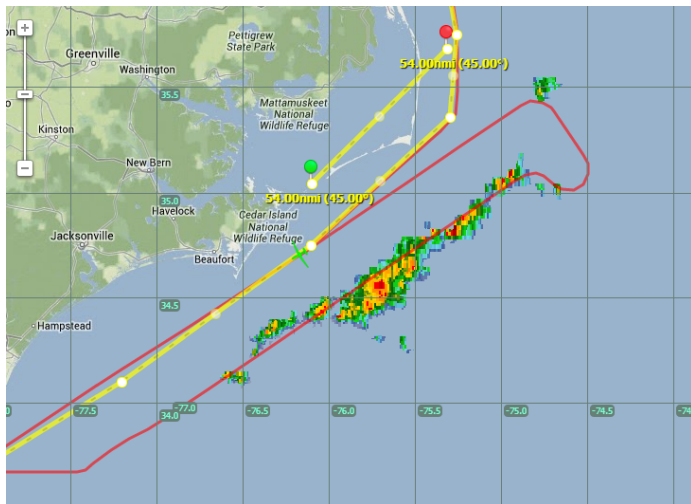 Pettigrew
State Park
Greenville
Washington
54.00nmi (45.00°)
35.5
Mattamuskeet
National
Wildlife Refuge
Kinston
New Bern
35.0
54.00nmi (45.00°)
Havelock
Cedar Island
National
Wildlife Refuge
Jacksonville
Beaufort
34.5
Hampstead
34.0
-77.5
-77.0
-76.5
-76.0
-75.5
-75.0
-74.5